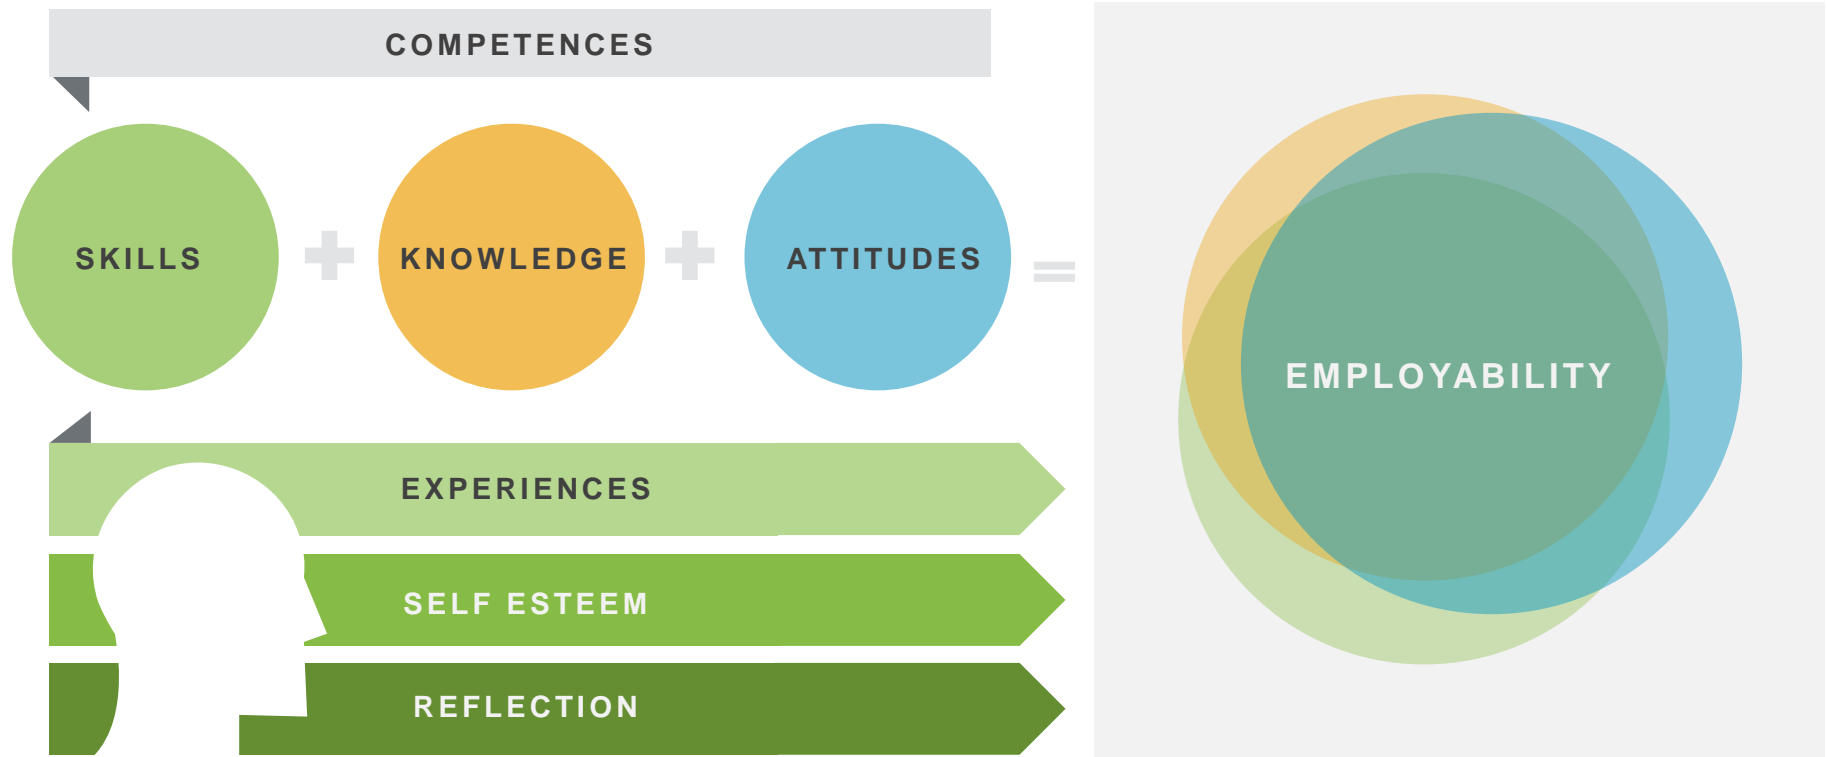 COMPETENCES
SKILLS + KNOWLEDGE + ATTITUDES =
EMPLOYABILITY
EXPERIENCES
SELF ESTEEM
REFLECTION